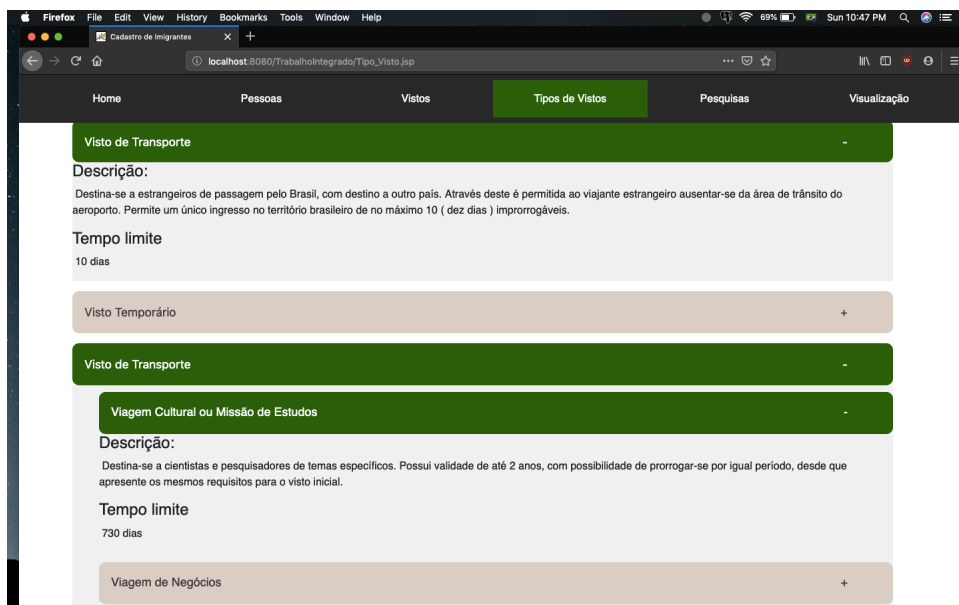 Firefox File Edit View History Bookmarks Tools Window Help 69% Sun 10:47 PM
Cadastro de Imigrantes
localhost:8080/TrabalhoIntegrado/Tipo_Visto.jsp
Home Pessoas Vistos Tipos de Vistos Pesquisas Visualização
Visto de Transporte -
Descrição:
Destina-se a estrangeiros de passagem pelo Brasil, com destino a outro país. Através deste é permitida ao viajante estrangeiro ausentar-se da área de trânsito do
aeroporto. Permite um único ingresso no território brasileiro de no máximo 10 ( dez dias ) improrrogáveis.
Tempo limite
10 dias
Visto Temporário +
Visto de Transporte -
Viagem Cultural ou Missão de Estudos -
Descrição:
Destina-se a cientistas e pesquisadores de temas específicos. Possui validade de até 2 anos, com possibilidade de prorrogar-se por igual período, desde que
apresente os mesmos requisitos para o visto inicial.
Tempo limite
730 dias
Viagem de Negócios +